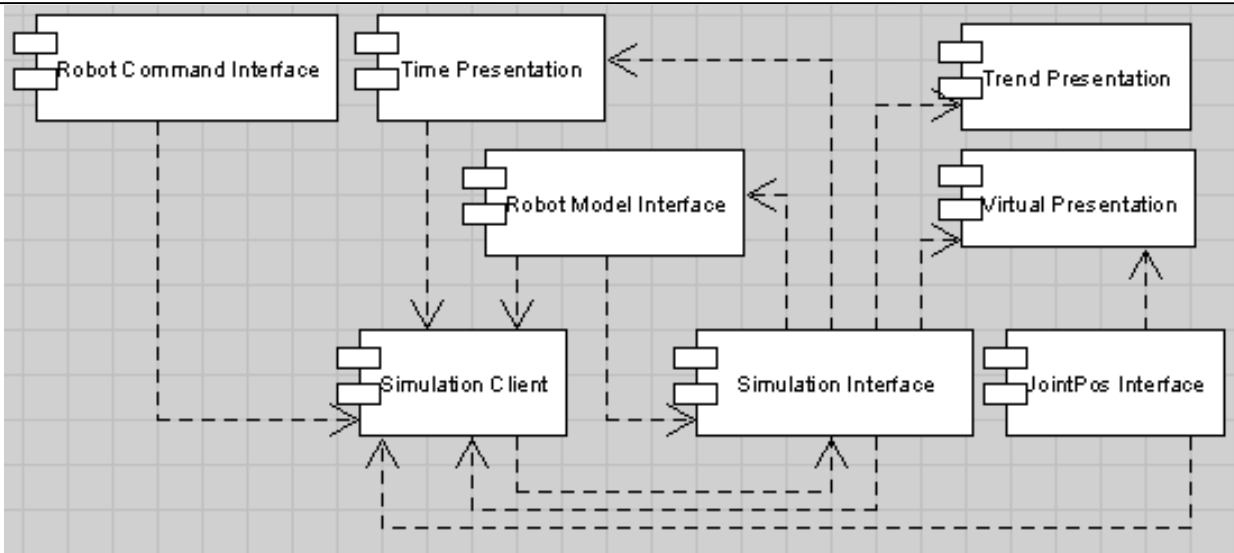 Robot Command Interface
Time Presentation
Trend Presentation
Robot Model Interface
Virtual Presentation
Simulation Client
Simulation Interface
JointPos Interface